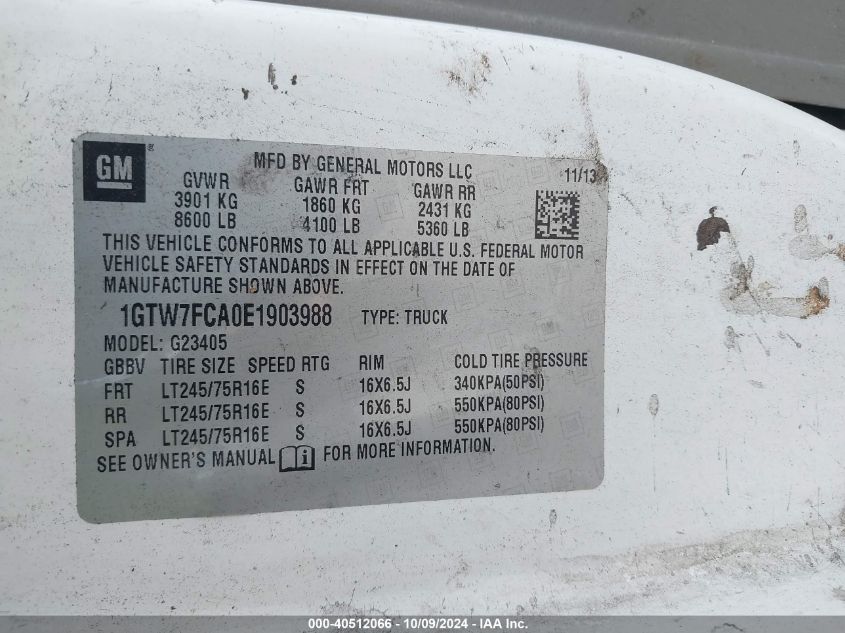 GM ®
MFD BY GENERAL MOTORS LLC 11/13
GVWR GAWR FRT GAWR RR
3901 KG 1860 KG 2431 KG
8600 LB 4100 LB 5360 LB
THIS VEHICLE CONFORMS TO ALL APPLICABLE U.S. FEDERAL MOTOR
VEHICLE SAFETY STANDARDS IN EFFECT ON THE DATE OF
MANUFACTURE SHOWN ABOVE.
1GTW7FCA0E1903988 TYPE: TRUCK
MODEL: G23405
GBBV TIRE SIZE SPEED RTG RIM COLD TIRE PRESSURE
FRT LT245/75R16E S 16X6.5J 340KPA(50PSI)
RR LT245/75R16E S 16X6.5J 550KPA(80PSI)
SPA LT245/75R16E S 16X6.5J 550KPA(80PSI)
SEE OWNER'S MANUAL FOR MORE INFORMATION.
000-40512066 - 10/09/2024 - IAAI.com